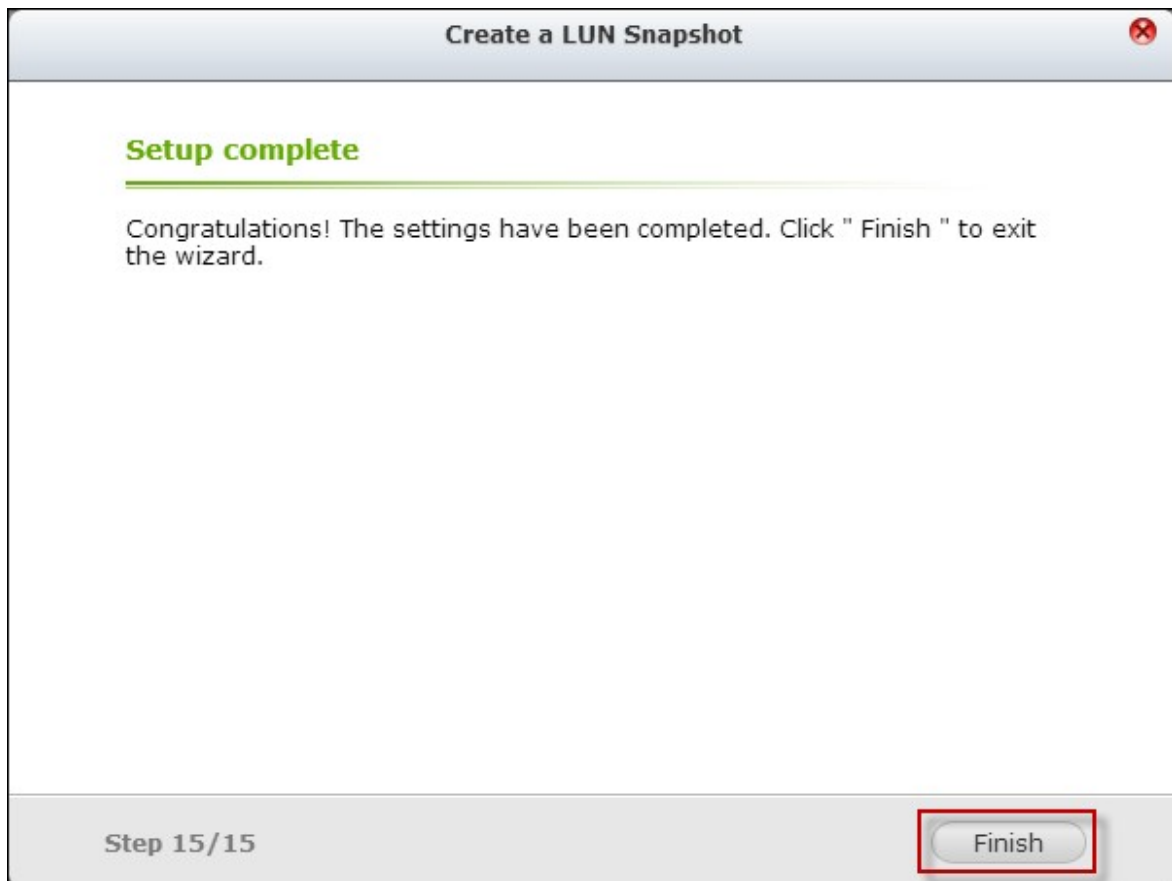 Create a LUN Snapshot
Setup complete
Congratulations! The settings have been completed. Click " Finish " to exit
the wizard.
Step 15/15
Finish